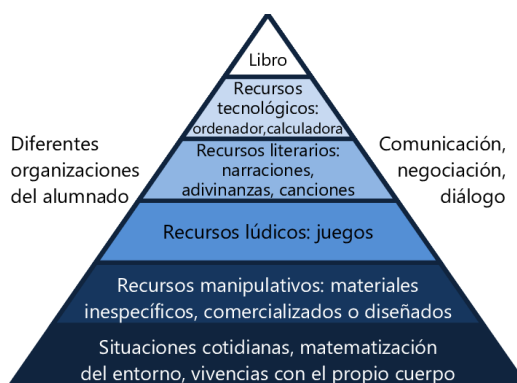 Libro
Recursos
tecnológicos:
ordenador,calculadora
Diferentes
organizaciones
del alumnado
Recursos literarios:
narraciones,
adivinanzas, canciones
Comunicación,
negociación,
diálogo
Recursos lúdicos: juegos
Recursos manipulativos: materiales
inespecíficos, comercializados o diseñados
Situaciones cotidianas, matematización
del entorno, vivencias con el propio cuerpo